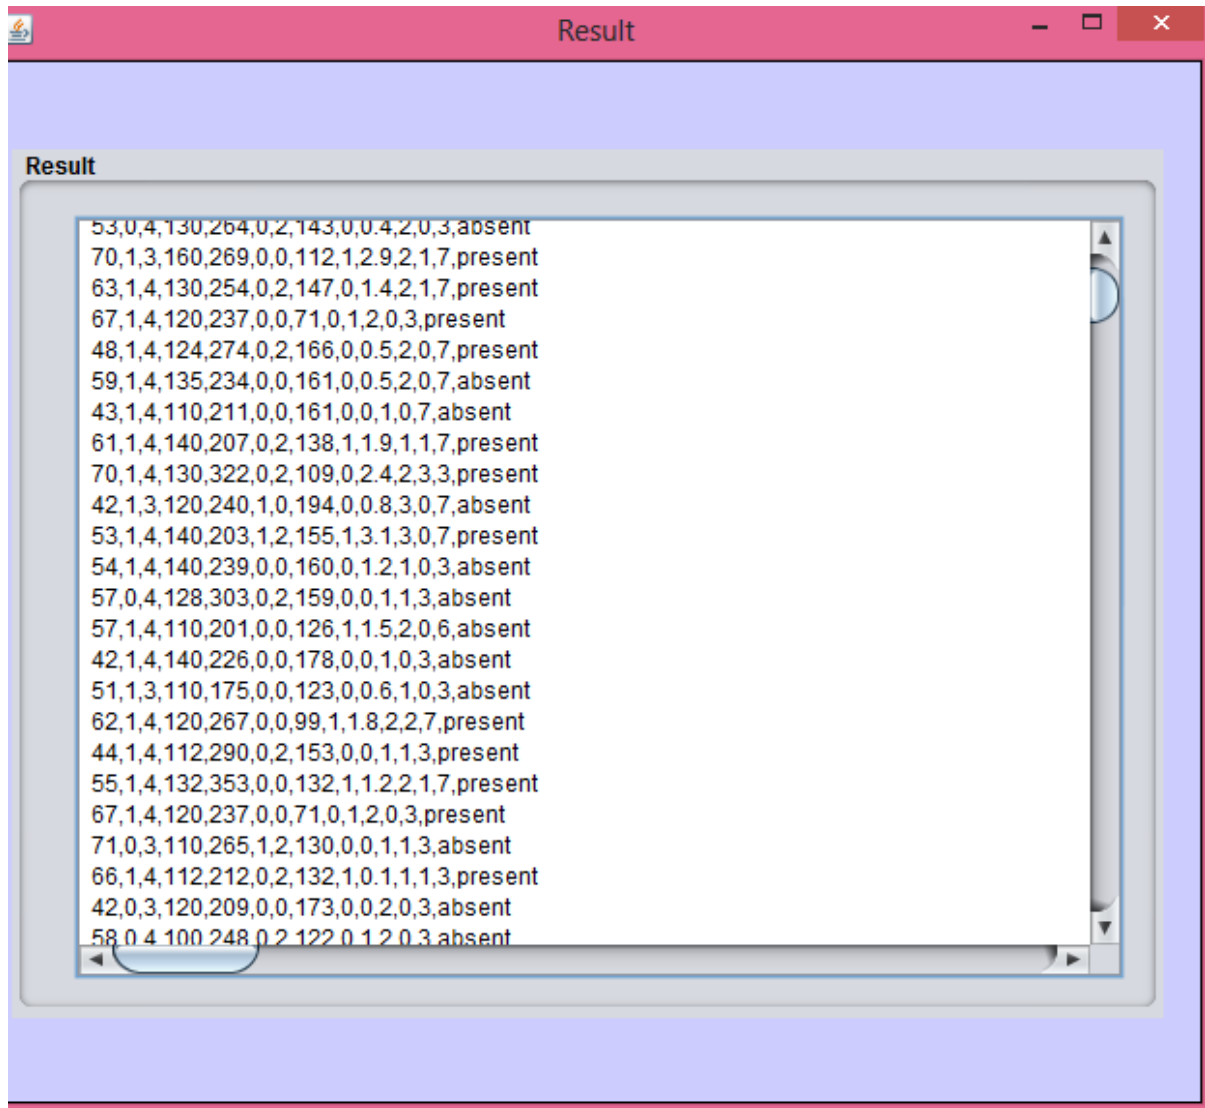 Result
Result
53,0,4,130,264,0,2,143,0,0.4,2,0,3,absent
70,1,3,160,269,0,0,112,1,2.9,2,1,7,present
63,1,4,130,254,0,2,147,0,1.4,2,1,7,present
67,1,4,120,237,0,0,71,0,1,2,0,3,present
48,1,4,124,274,0,2,166,0,0.5,2,0,7,present
59,1,4,135,234,0,0,161,0,0.5,2,0,7,absent
43,1,4,110,211,0,0,161,0,0,1,0,7,absent
61,1,4,140,207,0,2,138,1,1.9,1,1,7,present
70,1,4,130,322,0,2,109,0,2.4,2,3,3,present
42,1,3,120,240,1,0,194,0,0.8,3,0,7,absent
53,1,4,140,203,1,2,155,1,3.1,3,0,7,present
54,1,4,140,239,0,0,160,0,1.2,1,0,3,absent
57,0,4,128,303,0,2,159,0,0,1,1,3,absent
57,1,4,110,201,0,0,126,1,1.5,2,0,6,absent
42,1,4,140,226,0,0,178,0,0,1,0,3,absent
51,1,3,110,175,0,0,123,0,0.6,1,0,3,absent
62,1,4,120,267,0,0,99,1,1.8,2,2,7,present
44,1,4,112,290,0,2,153,0,0,1,1,3,present
55,1,4,132,353,0,0,132,1,1.2,2,1,7,present
67,1,4,120,237,0,0,71,0,1,2,0,3,present
71,0,3,110,265,1,2,130,0,0,1,1,3,absent
66,1,4,112,212,0,2,132,1,0.1,1,1,3,present
42,0,3,120,209,0,0,173,0,0,2,0,3,absent
58,0,4,100,248,0,2,122,0,1,2,0,3,absent